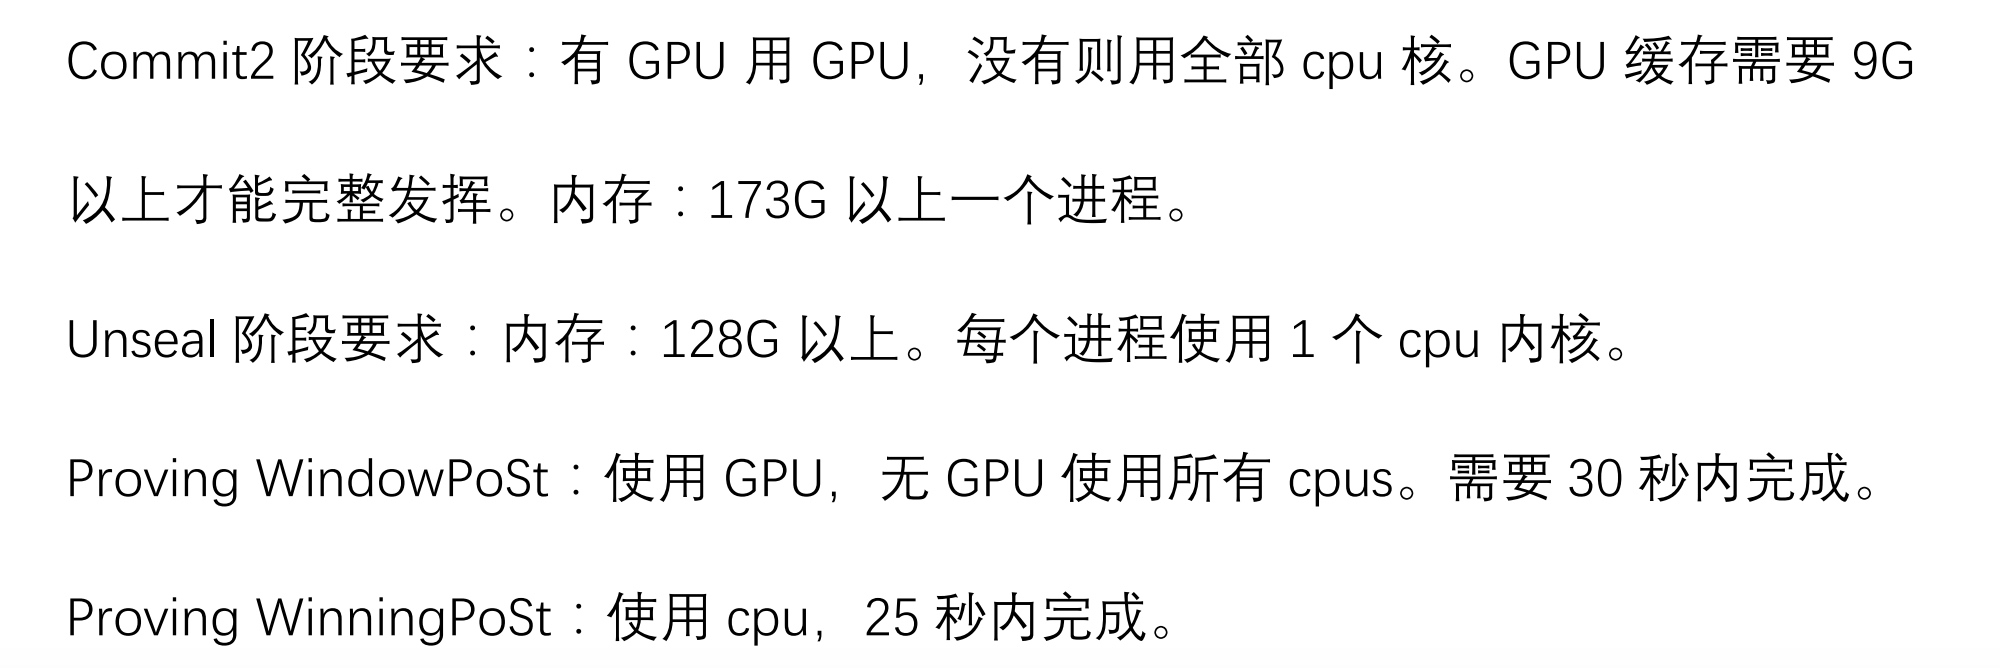 Commit2 阶段要求：有 GPU 用 GPU，没有则用全部 cpu 核。GPU 缓存需要 9G
以上才能完整发挥。内存：173G 以上一个进程。
Unseal 阶段要求：内存：128G 以上。每个进程使用 1 个 cpu 内核。
Proving WindowPoSt：使用 GPU，无 GPU 使用所有 cpus。需要 30 秒内完成。
Proving WinningPoSt：使用 cpu，25 秒内完成。